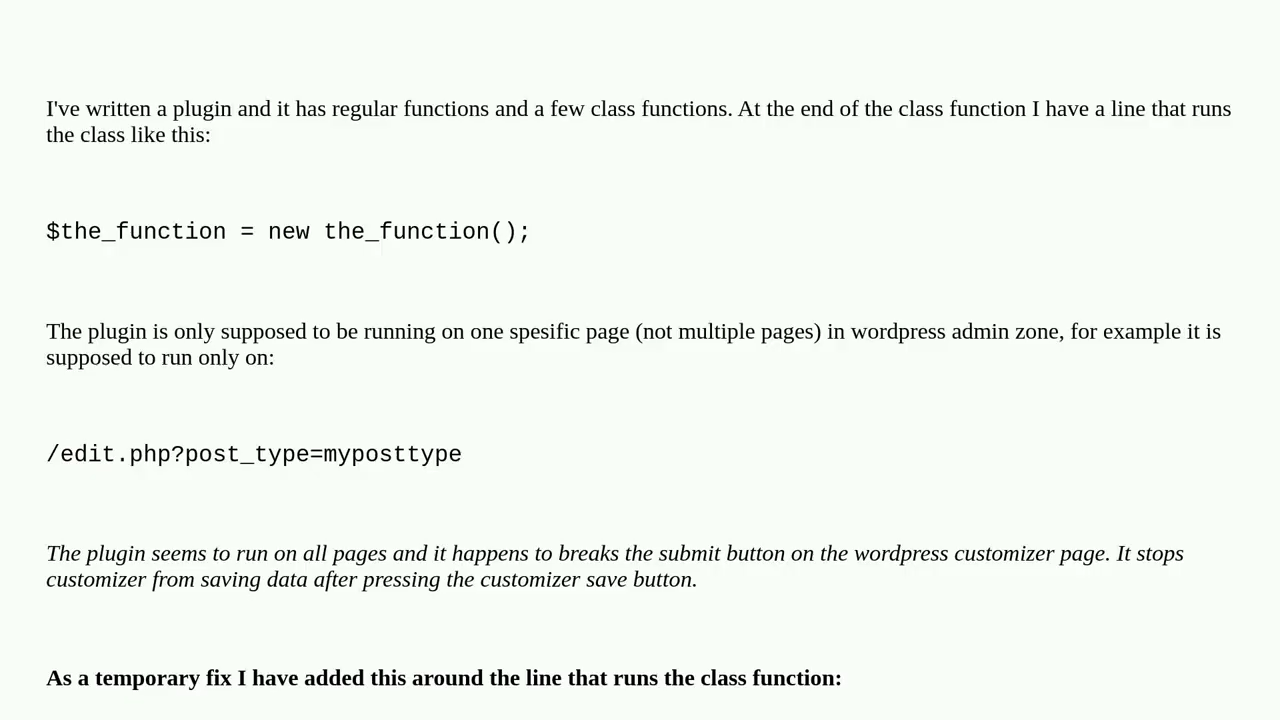 I've written a plugin and it has regular functions and a few class functions. At the end of the class function I have a line that runs
the class like this:
$the_function = new the_function();
The plugin is only supposed to be running on one spesific page (not multiple pages) in wordpress admin zone, for example it is
supposed to run only on:
/edit.php?post_type=myposttype
The plugin seems to run on all pages and it happens to breaks the submit button on the wordpress customizer page. It stops
customizer from saving data after pressing the customizer save button.
As a temporary fix I have added this around the line that runs the class function: